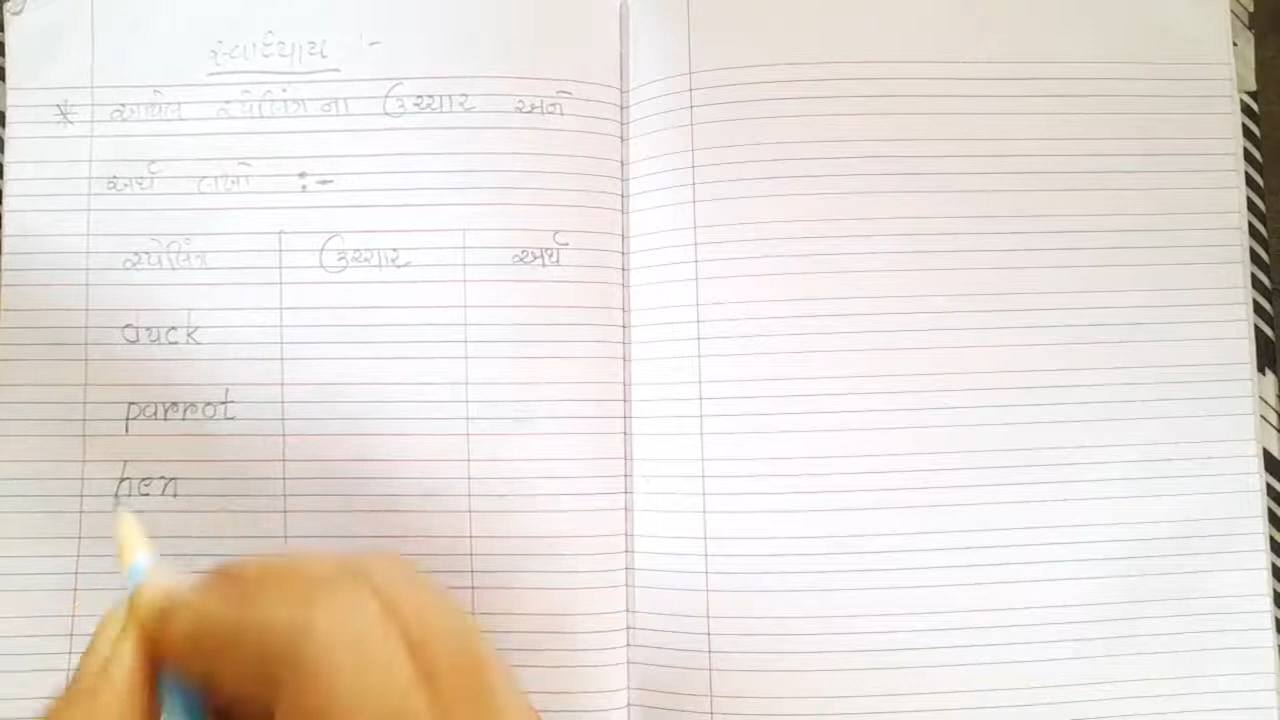 સ્વાધ્યાય :-
* આપેલ સ્પેલિંગના ઉચ્ચાર અને
અર્થ લખો :-
સ્પેલિંગ ઉચ્ચાર અર્થ
duck
parrot
hen